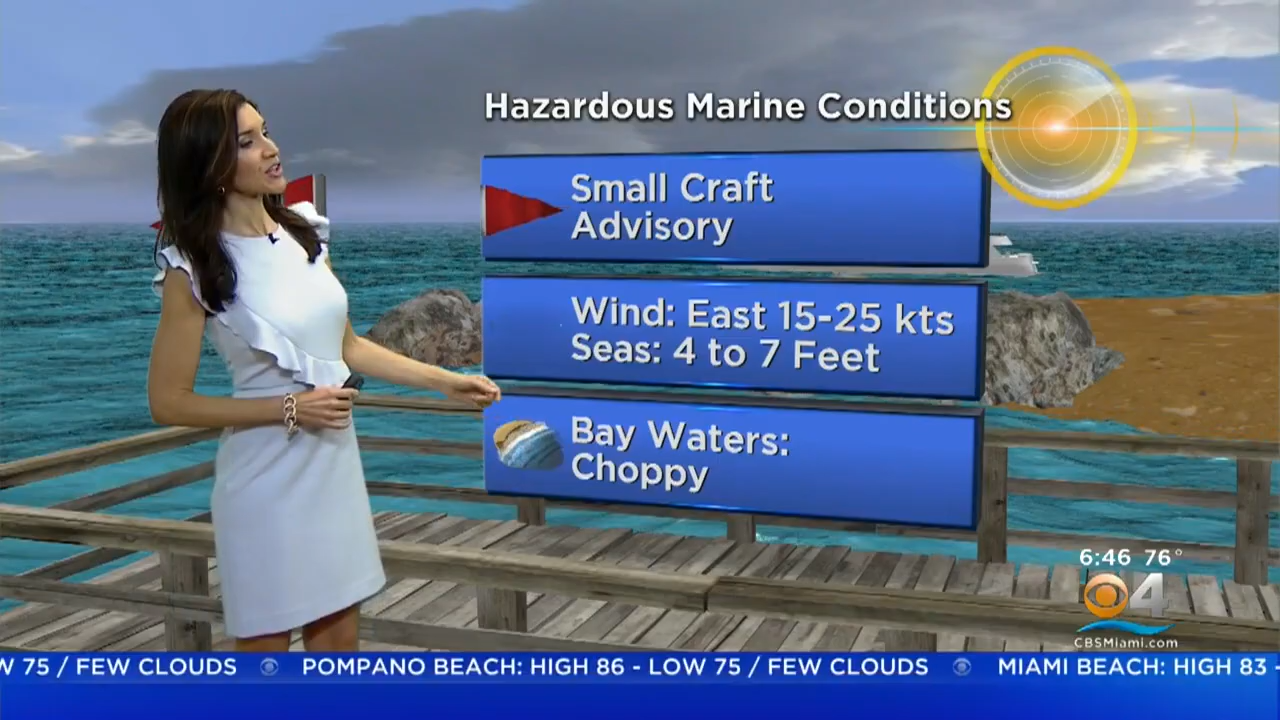 Hazardous Marine Conditions
Small Craft
Advisory
Wind: East 15-25 kts
Seas: 4 to 7 Feet
Bay Waters:
Choppy
6:46 76°
4
CBSMiami.com
W 75 / FEW CLOUDS POMPANO BEACH: HIGH 86 - LOW 75 / FEW CLOUDS MIAMI BEACH: HIGH 83 -